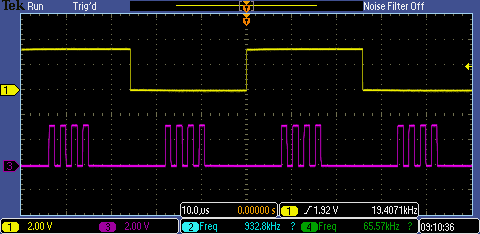 Tek Run Trig'd Noise Filter Off
T
1
3
10.0µs 0.00000 s 1 1.92 V 19.4071kHz
1 2.00 V 3 2.00 V 2 Freq 932.8kHz ? 4 Freq 65.57kHz ? 09:10:36